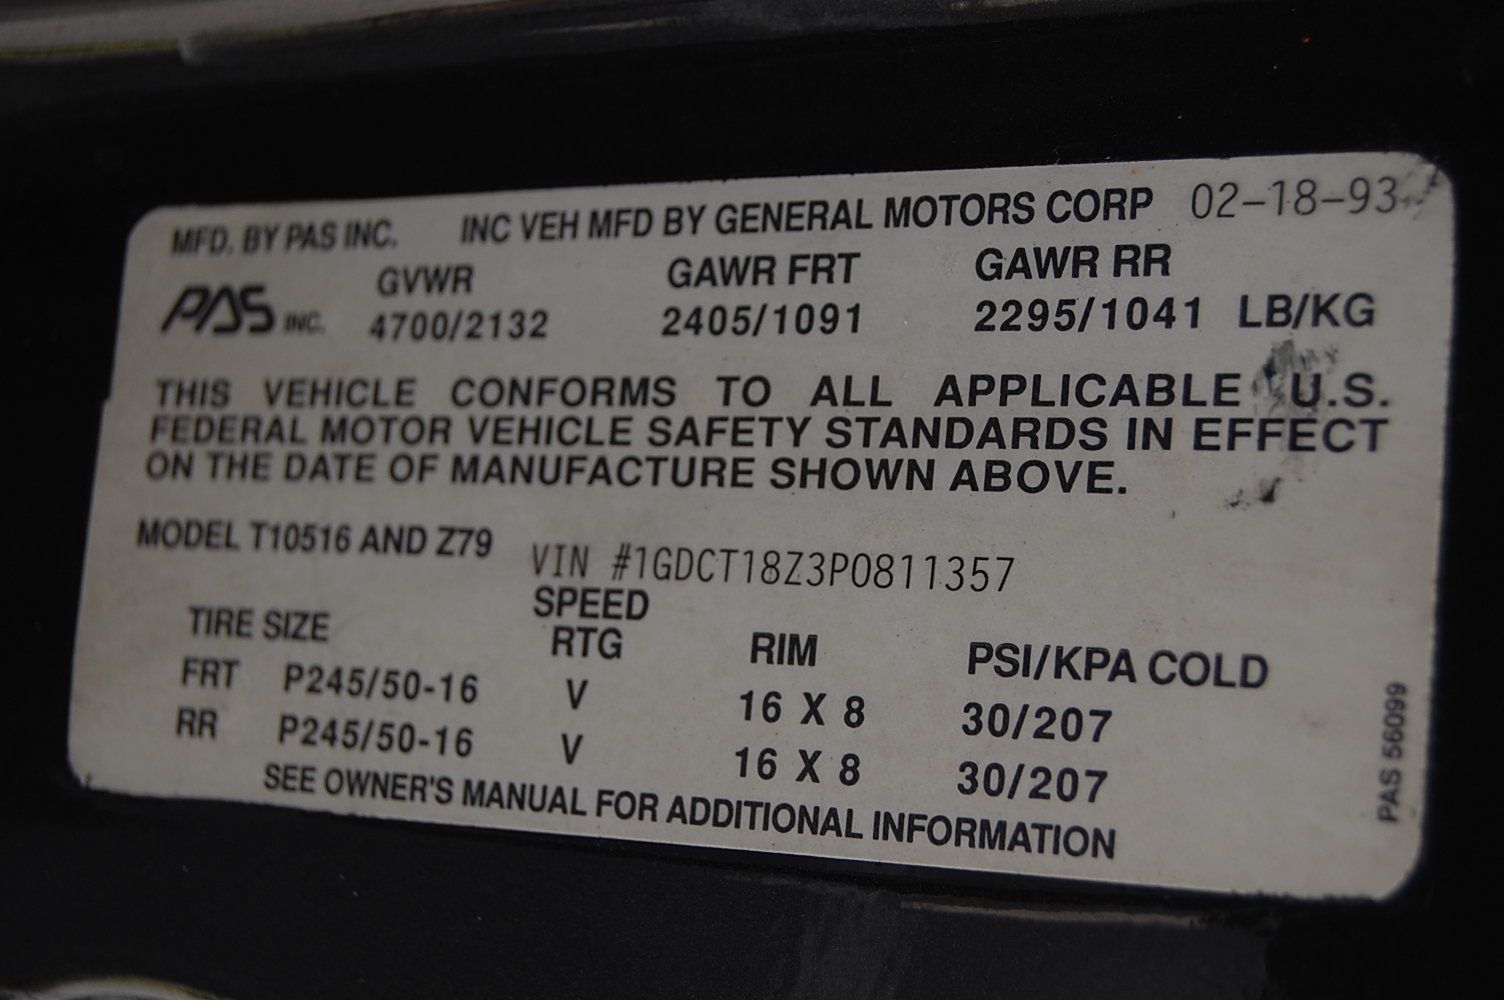 MFD. BY PAS INC. INC VEH MFD BY GENERAL MOTORS CORP 02-18-93
GVWR GAWR FRT GAWR RR
PAS INC. 4700/2132 2405/1091 2295/1041 LB/KG
THIS VEHICLE CONFORMS TO ALL APPLICABLE U.S.
FEDERAL MOTOR VEHICLE SAFETY STANDARDS IN EFFECT
ON THE DATE OF MANUFACTURE SHOWN ABOVE.
MODEL T10516 AND Z79 VIN #1GDCT18Z3P0811357
SPEED
TIRE SIZE RTG RIM PSI/KPA COLD
FRT P245/50-16 V 16 X 8 30/207
RR P245/50-16 V 16 X 8 30/207
SEE OWNER'S MANUAL FOR ADDITIONAL INFORMATION
PAS 56099